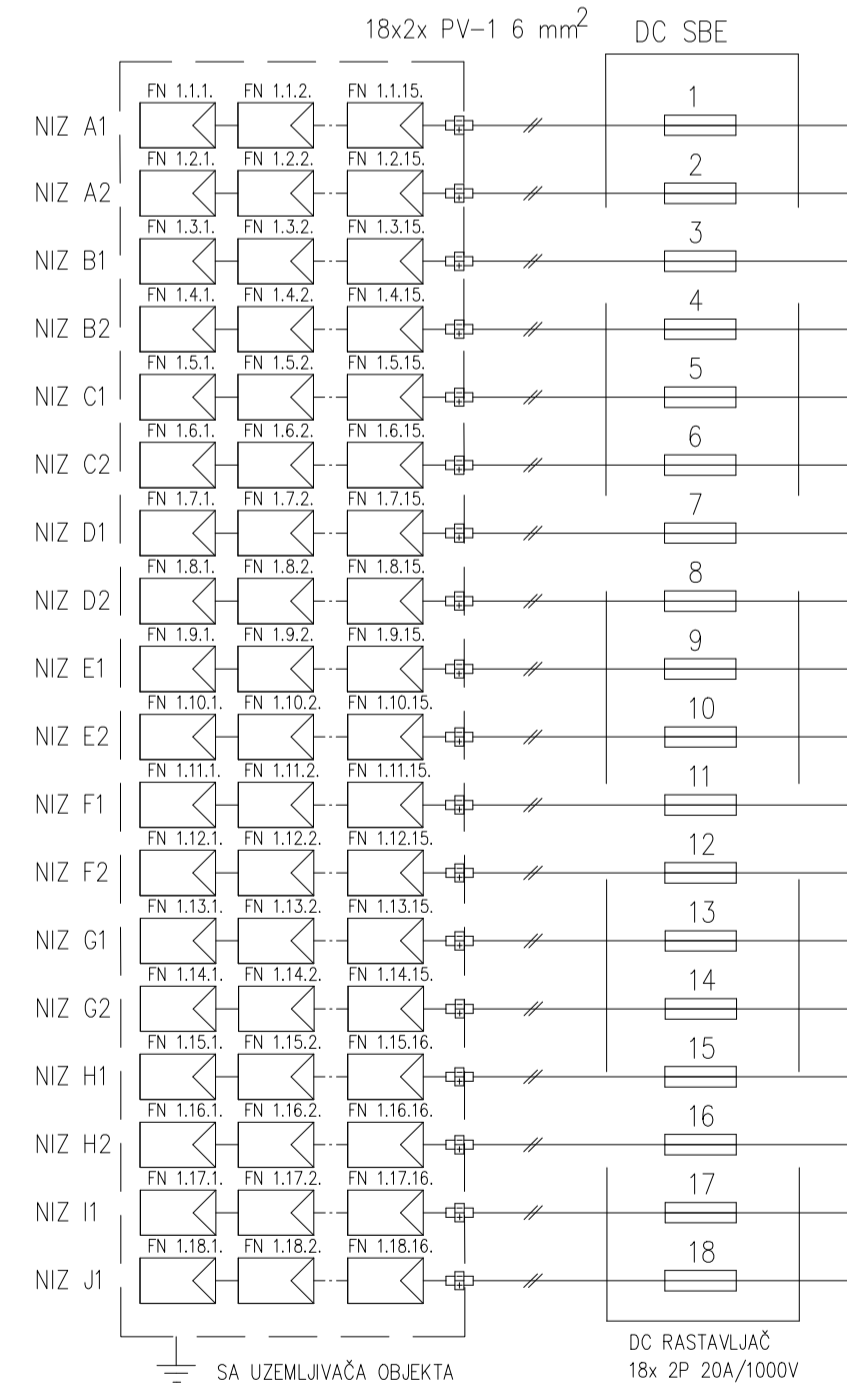 18x2x PV-1 6 mm2 DC SBE
FN 1.1.1. FN 1.1.2. FN 1.1.15.
NIZ A1 1
FN 1.2.1. FN 1.2.2. FN 1.2.15.
NIZ A2 2
FN 1.3.1. FN 1.3.2. FN 1.3.15.
NIZ B1 3
FN 1.4.1. FN 1.4.2. FN 1.4.15.
NIZ B2 4
FN 1.5.1. FN 1.5.2. FN 1.5.15.
NIZ C1 5
FN 1.6.1. FN 1.6.2. FN 1.6.15.
NIZ C2 6
FN 1.7.1. FN 1.7.2. FN 1.7.15.
NIZ D1 7
FN 1.8.1. FN 1.8.2. FN 1.8.15.
NIZ D2 8
FN 1.9.1. FN 1.9.2. FN 1.9.15.
NIZ E1 9
FN 1.10.1. FN 1.10.2. FN 1.10.15.
NIZ E2 10
FN 1.11.1. FN 1.11.2. FN 1.11.15.
NIZ F1 11
FN 1.12.1. FN 1.12.2. FN 1.12.15.
NIZ F2 12
FN 1.13.1. FN 1.13.2. FN 1.13.15.
NIZ G1 13
FN 1.14.1. FN 1.14.2. FN 1.14.15.
NIZ G2 14
FN 1.15.1. FN 1.15.2. FN 1.15.16.
NIZ H1 15
FN 1.16.1. FN 1.16.2. FN 1.16.16.
NIZ H2 16
FN 1.17.1. FN 1.17.2. FN 1.17.16.
NIZ I1 17
FN 1.18.1. FN 1.18.2. FN 1.18.16.
NIZ J1 18
SA UZEMLJIVAČA OBJEKTA
DC RASTAVLJAČ
18x 2P 20A/1000V